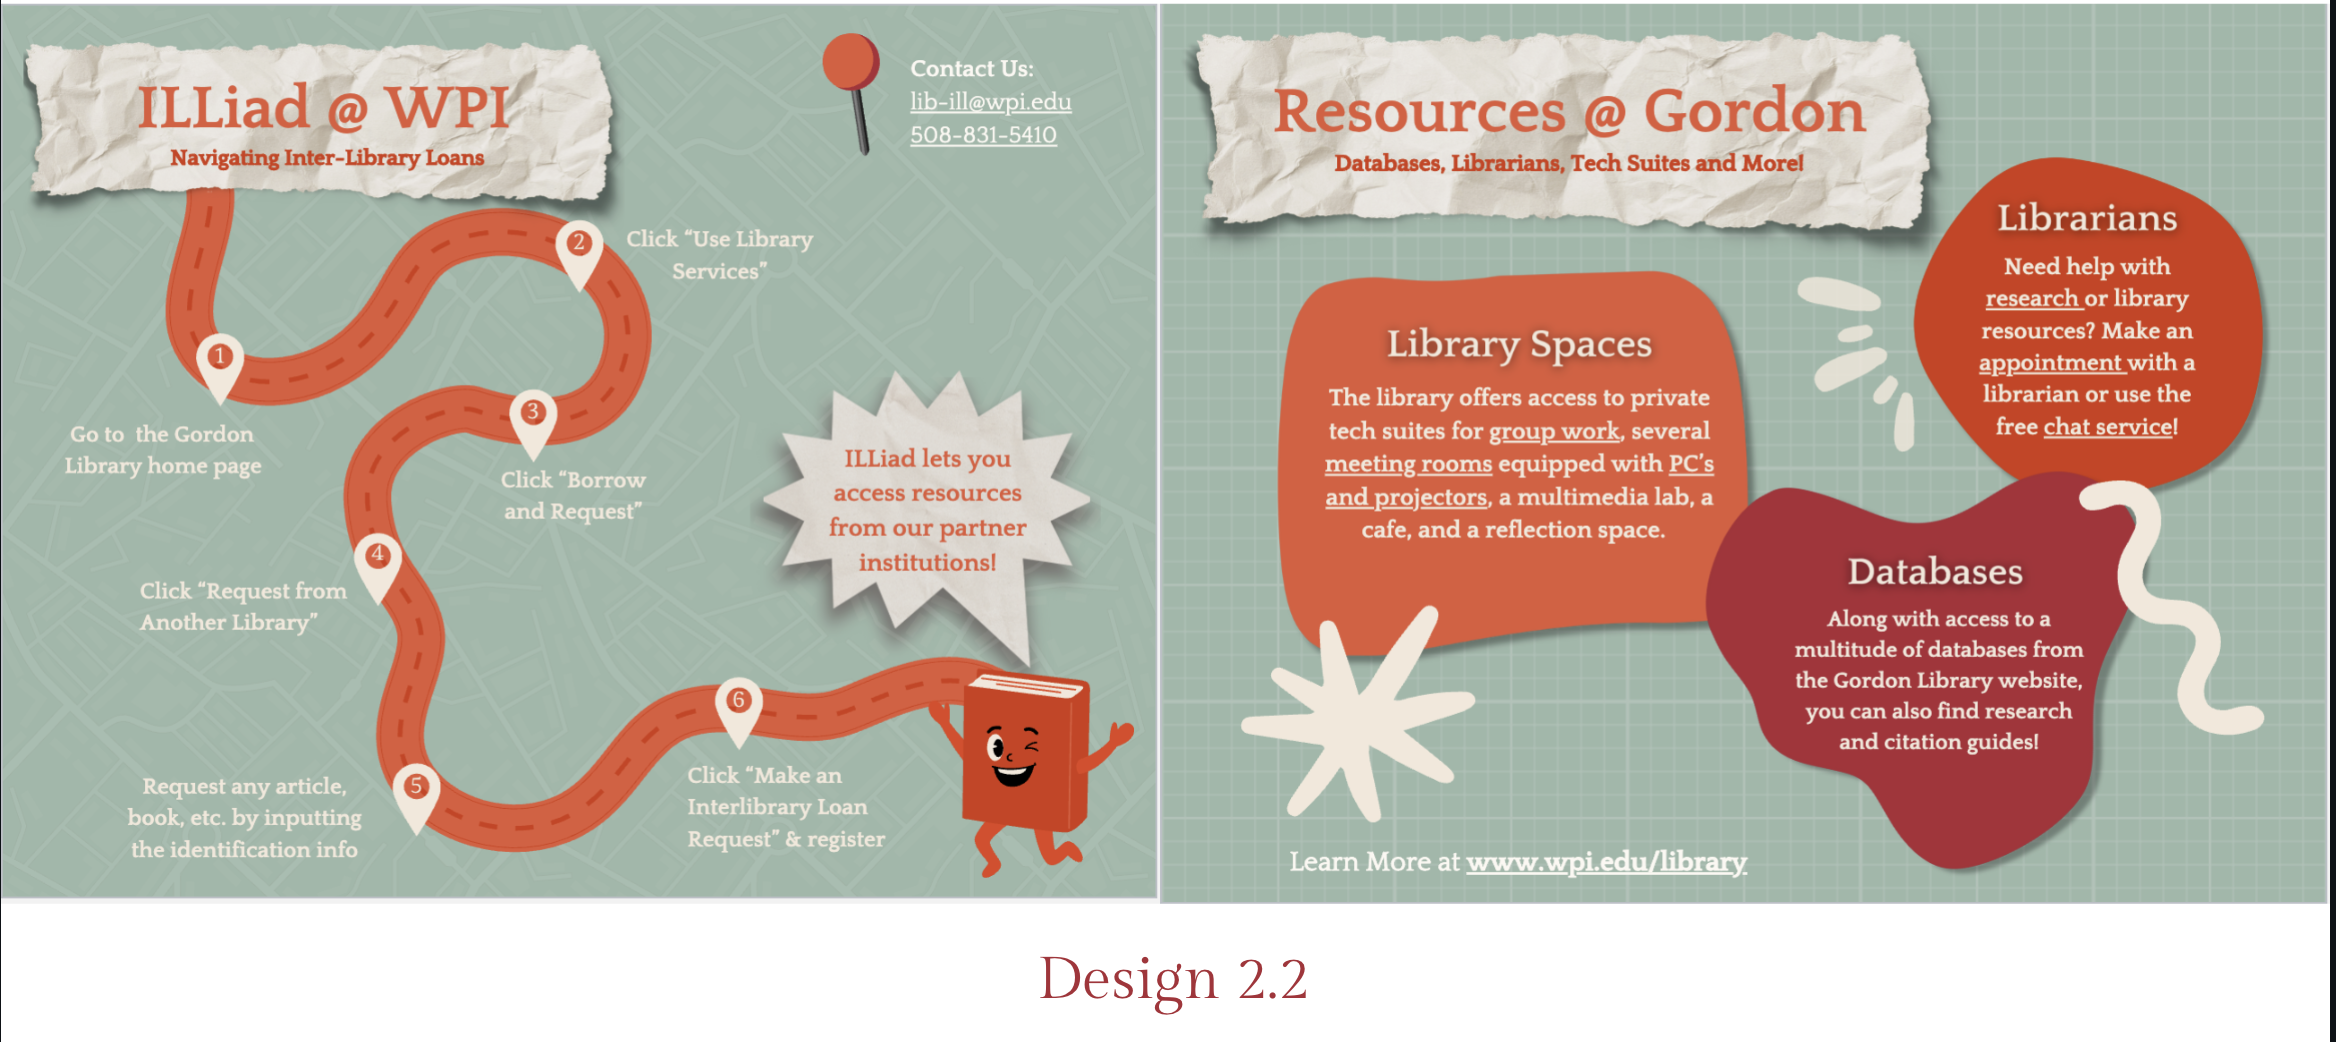 ILLiad @ WPI
Navigating Inter-Library Loans
Contact Us:
lib-ill@wpi.edu
508-831-5410
1
Go to the Gordon
Library home page
2
Click “Use Library
Services”
3
Click “Borrow
and Request”
4
Click “Request from
Another Library”
5
Request any article,
book, etc. by inputting
the identification info
6
Click “Make an
Interlibrary Loan
Request” & register
ILLiad lets you
access resources
from our partner
institutions!
Resources @ Gordon
Databases, Librarians, Tech Suites and More!
Library Spaces
The library offers access to private
tech suites for group work, several
meeting rooms equipped with PC's
and projectors, a multimedia lab, a
cafe, and a reflection space.
Librarians
Need help with
research or library
resources? Make an
appointment with a
librarian or use the
free chat service!
Databases
Along with access to a
multitude of databases from
the Gordon Library website,
you can also find research
and citation guides!
Learn More at www.wpi.edu/library
Design 2.2